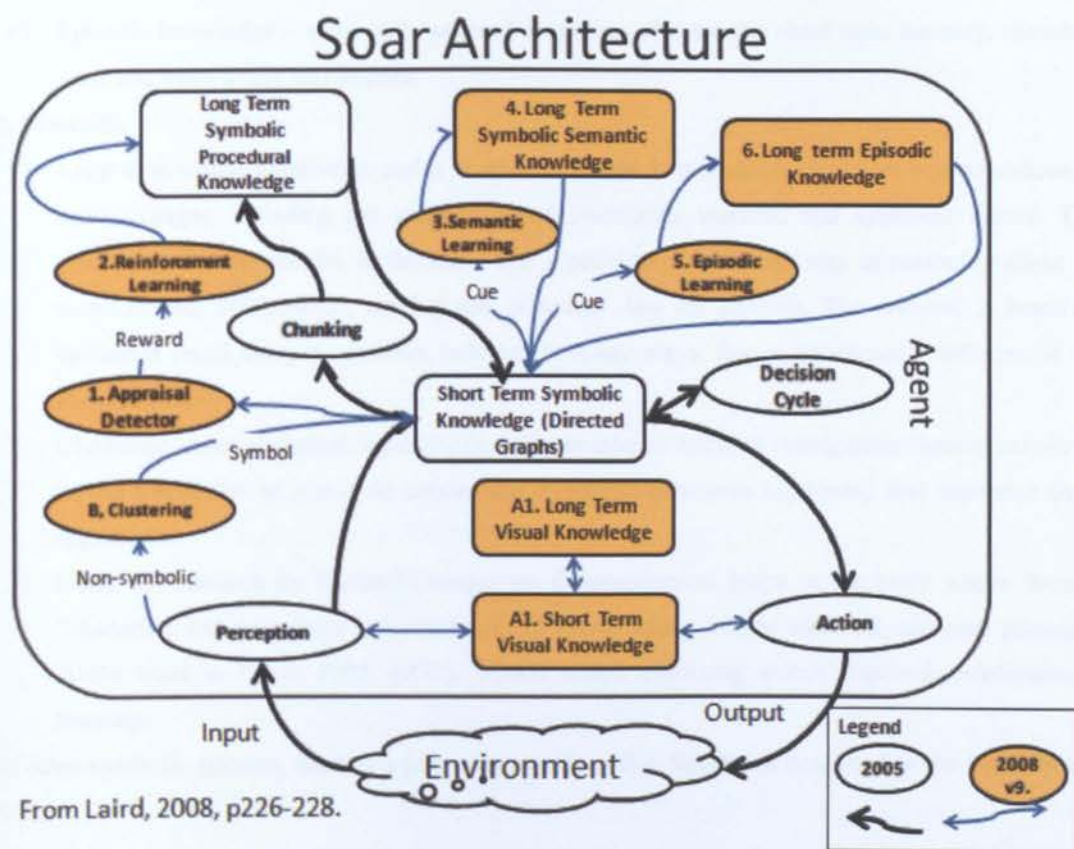 Soar Architecture
Long Term
Symbolic
Procedural
Knowledge
4. Long Term
Symbolic Semantic
Knowledge
6. Long term Episodic
Knowledge
2.Reinforcement
Learning
3.Semantic
Learning
5. Episodic
Learning
Cue
Cue
Chunking
Reward
1. Appraisal
Detector
Short Term Symbolic
Knowledge (Directed
Graphs)
Decision
Cycle
Agent
Symbol
B, Clustering
A1. Long Term
Visual Knowledge
Non-symbolic
Perception
A1. Short Term
Visual Knowledge
Action
Input
Output
Environment
Legend
2005
2008
v9.
From Laird, 2008, p226-228.